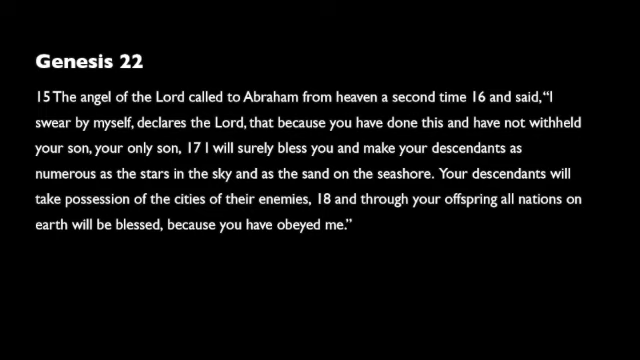 Genesis 22
15 The angel of the Lord called to Abraham from heaven a second time 16 and said, “I
swear by myself, declares the Lord, that because you have done this and have not withheld
your son, your only son, 17 I will surely bless you and make your descendants as
numerous as the stars in the sky and as the sand on the seashore. Your descendants will
take possession of the cities of their enemies, 18 and through your offspring all nations on
earth will be blessed, because you have obeyed me.”